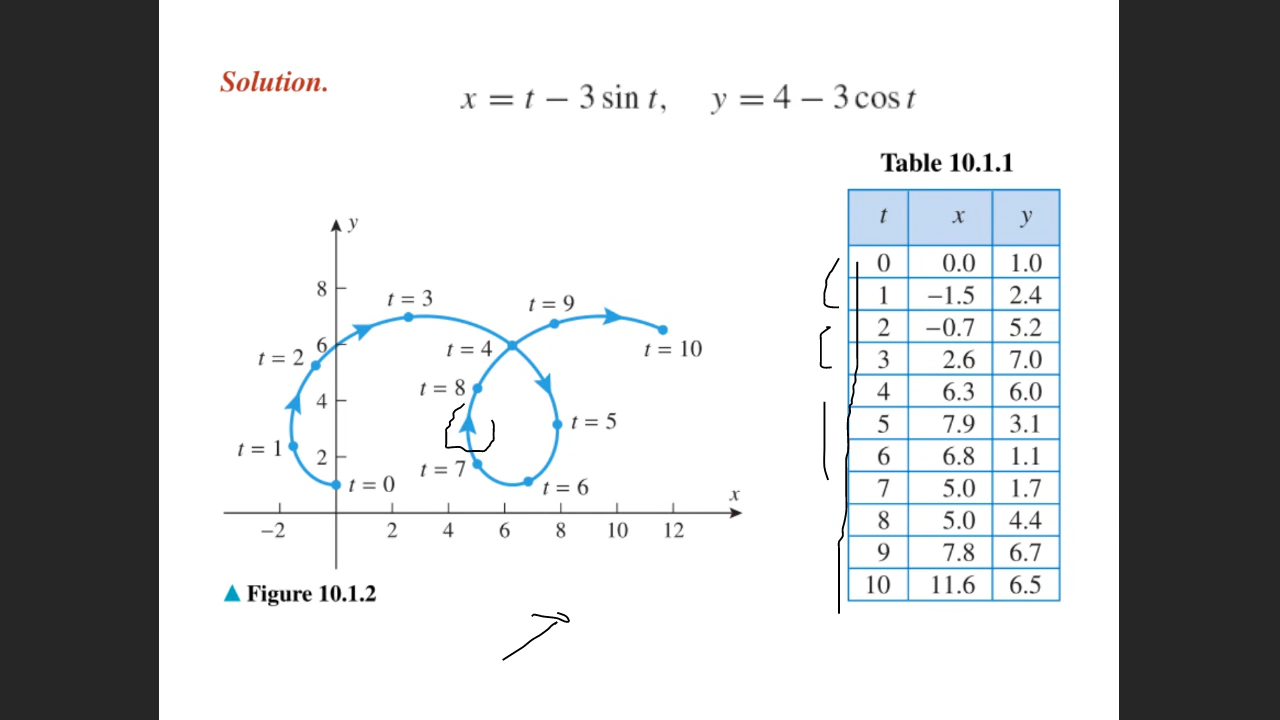 Solution.
x = t − 3 sin t, y = 4 − 3 cos t
Table 10.1.1
t x y
0 0.0 1.0
1 −1.5 2.4
2 −0.7 5.2
3 2.6 7.0
4 6.3 6.0
5 7.9 3.1
6 6.8 1.1
7 5.0 1.7
8 5.0 4.4
9 7.8 6.7
10 11.6 6.5
y
8
6
4
2
t = 3
t = 9
t = 2
t = 4
t = 10
t = 8
t = 5
t = 1
t = 7
t = 0
t = 6
x
−2 2 4 6 8 10 12
▲ Figure 10.1.2